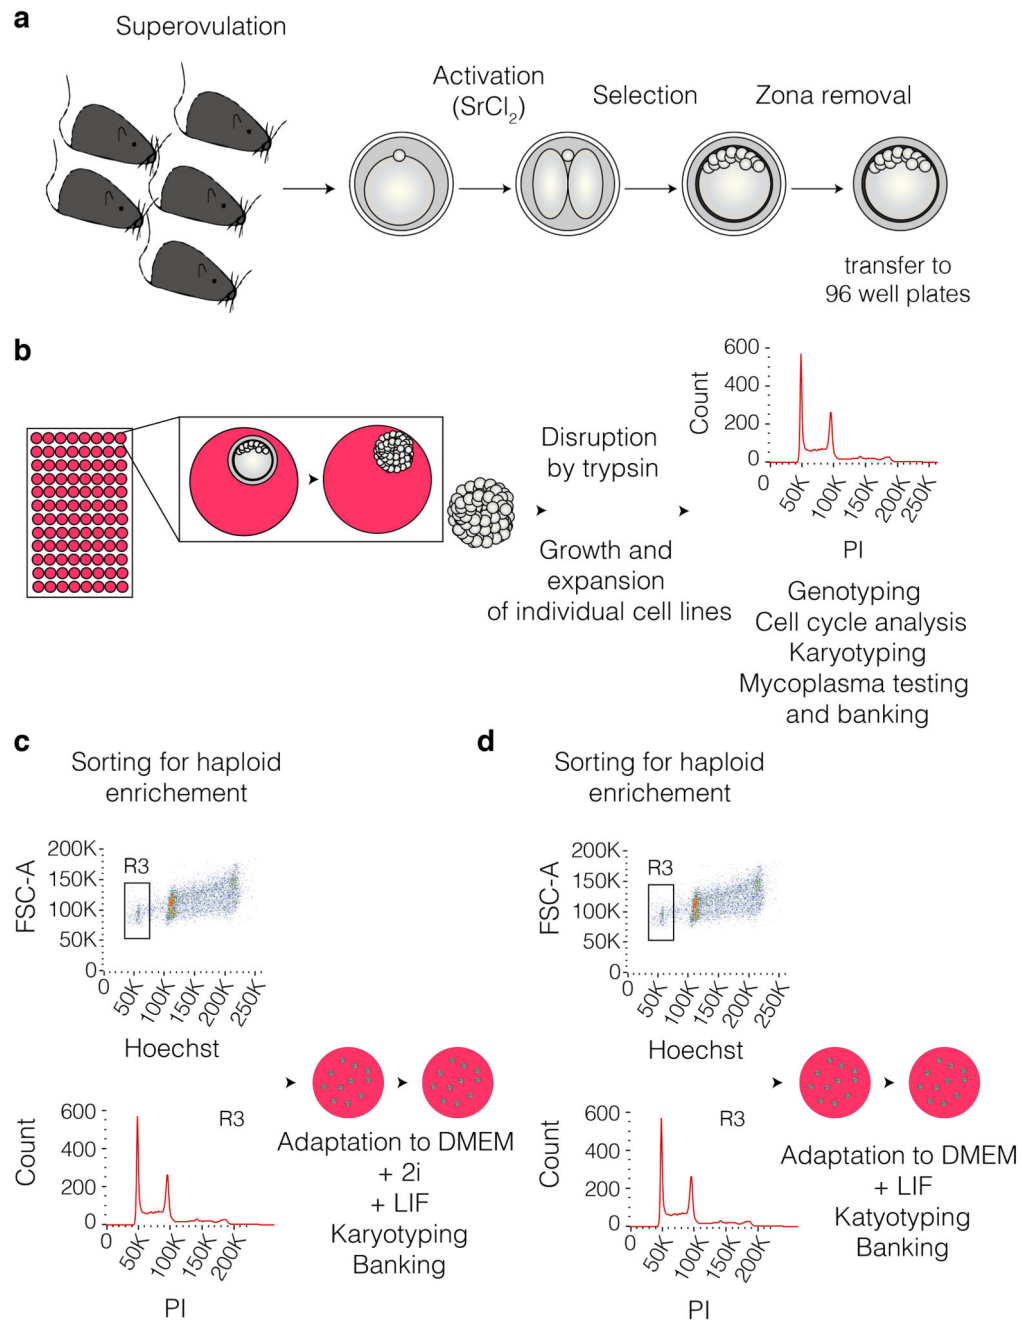 a
Superovulation
Activation
(SrCl2)
Selection
Zona removal
transfer to
96 well plates
b
Disruption
by trypsin
Growth and
expansion
of individual cell lines
Count
600
400
200
0
0
50K
100K
150K
200K
250K
PI
Genotyping
Cell cycle analysis
Karyotyping
Mycoplasma testing
and banking
c
Sorting for haploid
enrichement
FSC-A
200K
150K
100K
50K
0
R3
0
50K
100K
150K
200K
250K
Hoechst
Count
600
400
200
0
R3
0
50K
100K
150K
200K
PI
Adaptation to DMEM
+ 2i
+ LIF
Karyotyping
Banking
d
Sorting for haploid
enrichement
FSC-A
200K
150K
100K
50K
0
R3
0
50K
100K
150K
200K
250K
Hoechst
Count
600
400
200
0
R3
0
50K
100K
150K
200K
PI
Adaptation to DMEM
+ LIF
Katyotyping
Banking